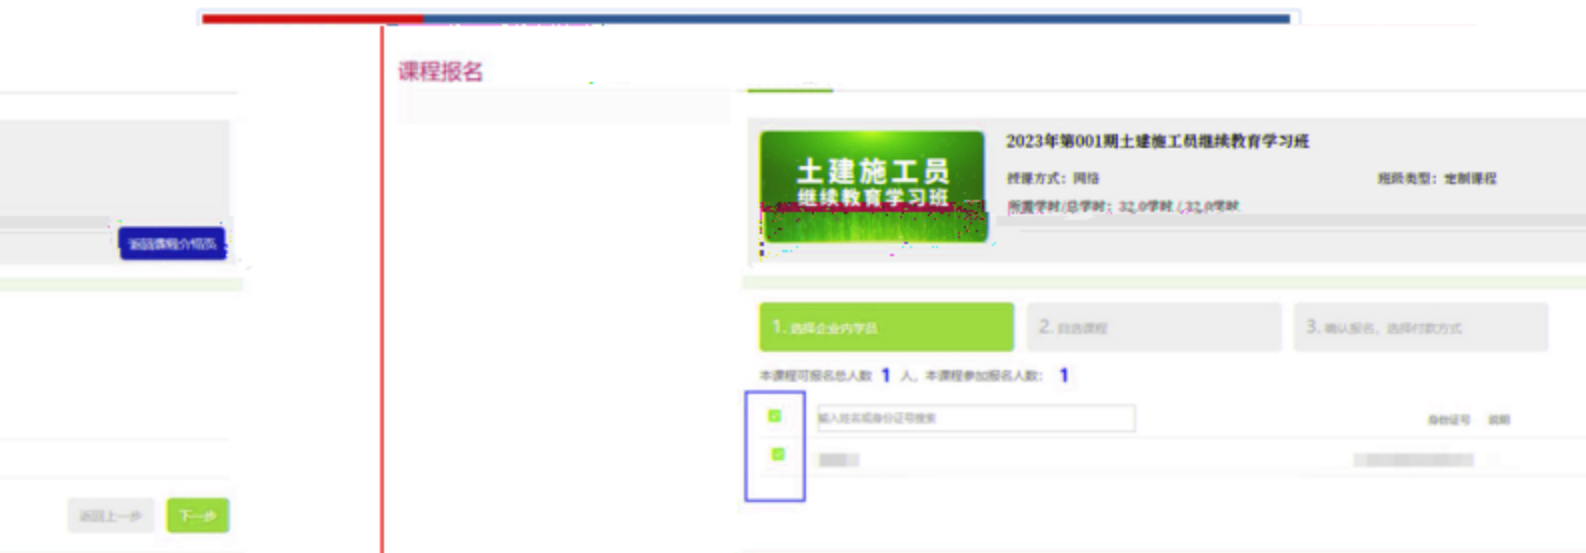 课程报名
土建施工员
继续教育学习班
2023年第001期土建施工员继续教育学习班
授课方式：网络
班级类型：定制课程
所需学时/总学时：32.0学时 / 32.0学时
返回课程介绍页
1. 选择企业内学员
2. 自选课程
3. 确认报名，选择付款方式
本课程可报名总人数 1 人，本课程参加报名人数： 1
输入姓名或身份证号搜索
身份证号 说明
返回上一步
下一步